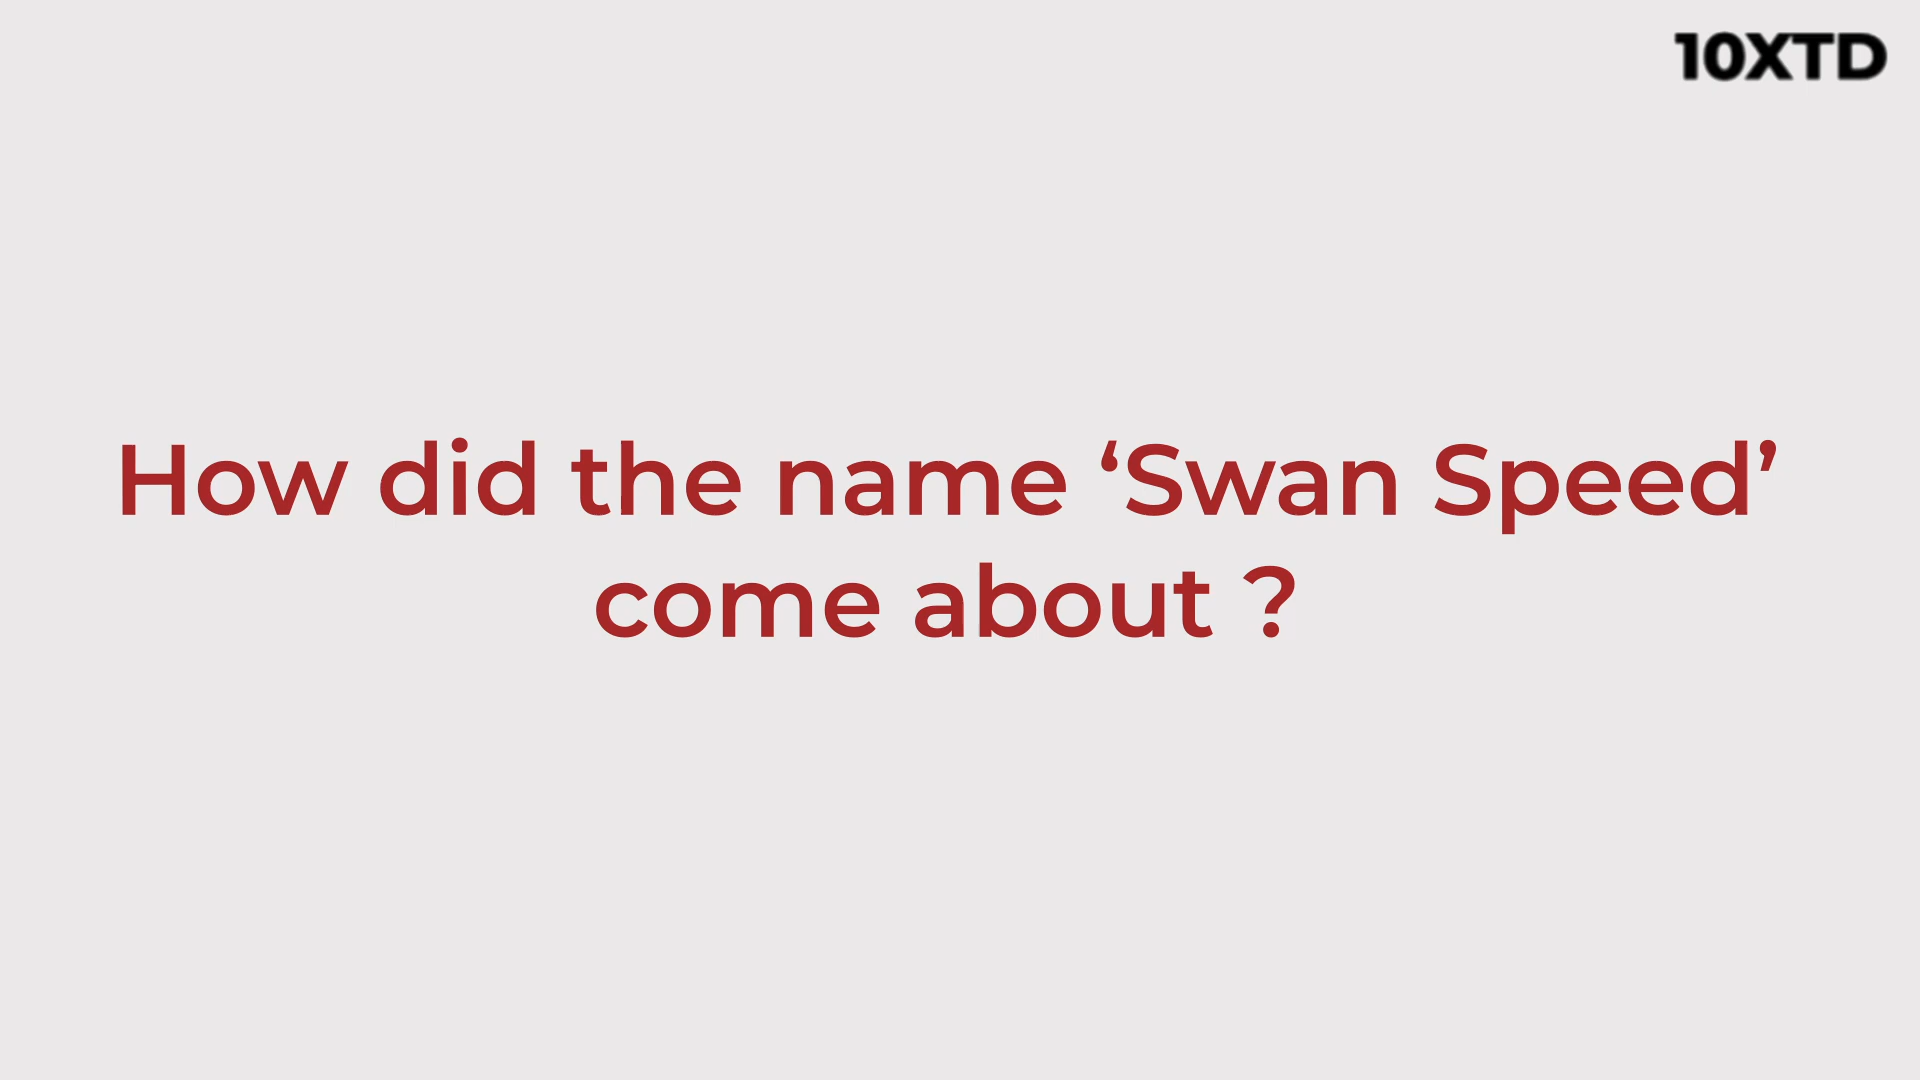 10XTD
How did the name ‘Swan Speed’
come about ?